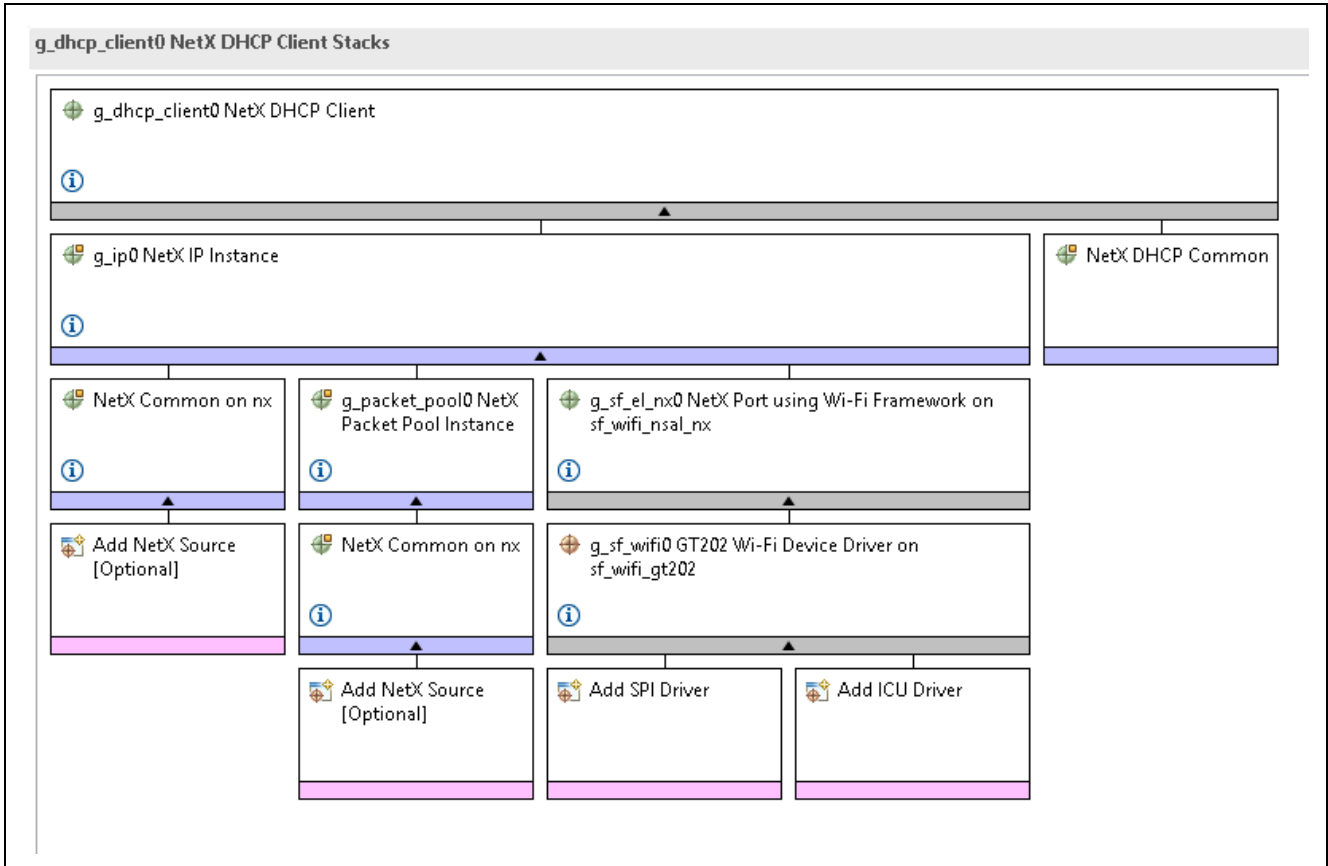 g_dhcp_client0 NetX DHCP Client Stacks
g_dhcp_client0 NetX DHCP Client
g_ip0 NetX IP Instance
NetX DHCP Common
NetX Common on nx
g_packet_pool0 NetX
Packet Pool Instance
g_sf_el_nx0 NetX Port using Wi-Fi Framework on
sf_wifi_nsal_nx
Add NetX Source
[Optional]
NetX Common on nx
g_sf_wifi0 GT202 Wi-Fi Device Driver on
sf_wifi_gt202
Add NetX Source
[Optional]
Add SPI Driver
Add ICU Driver